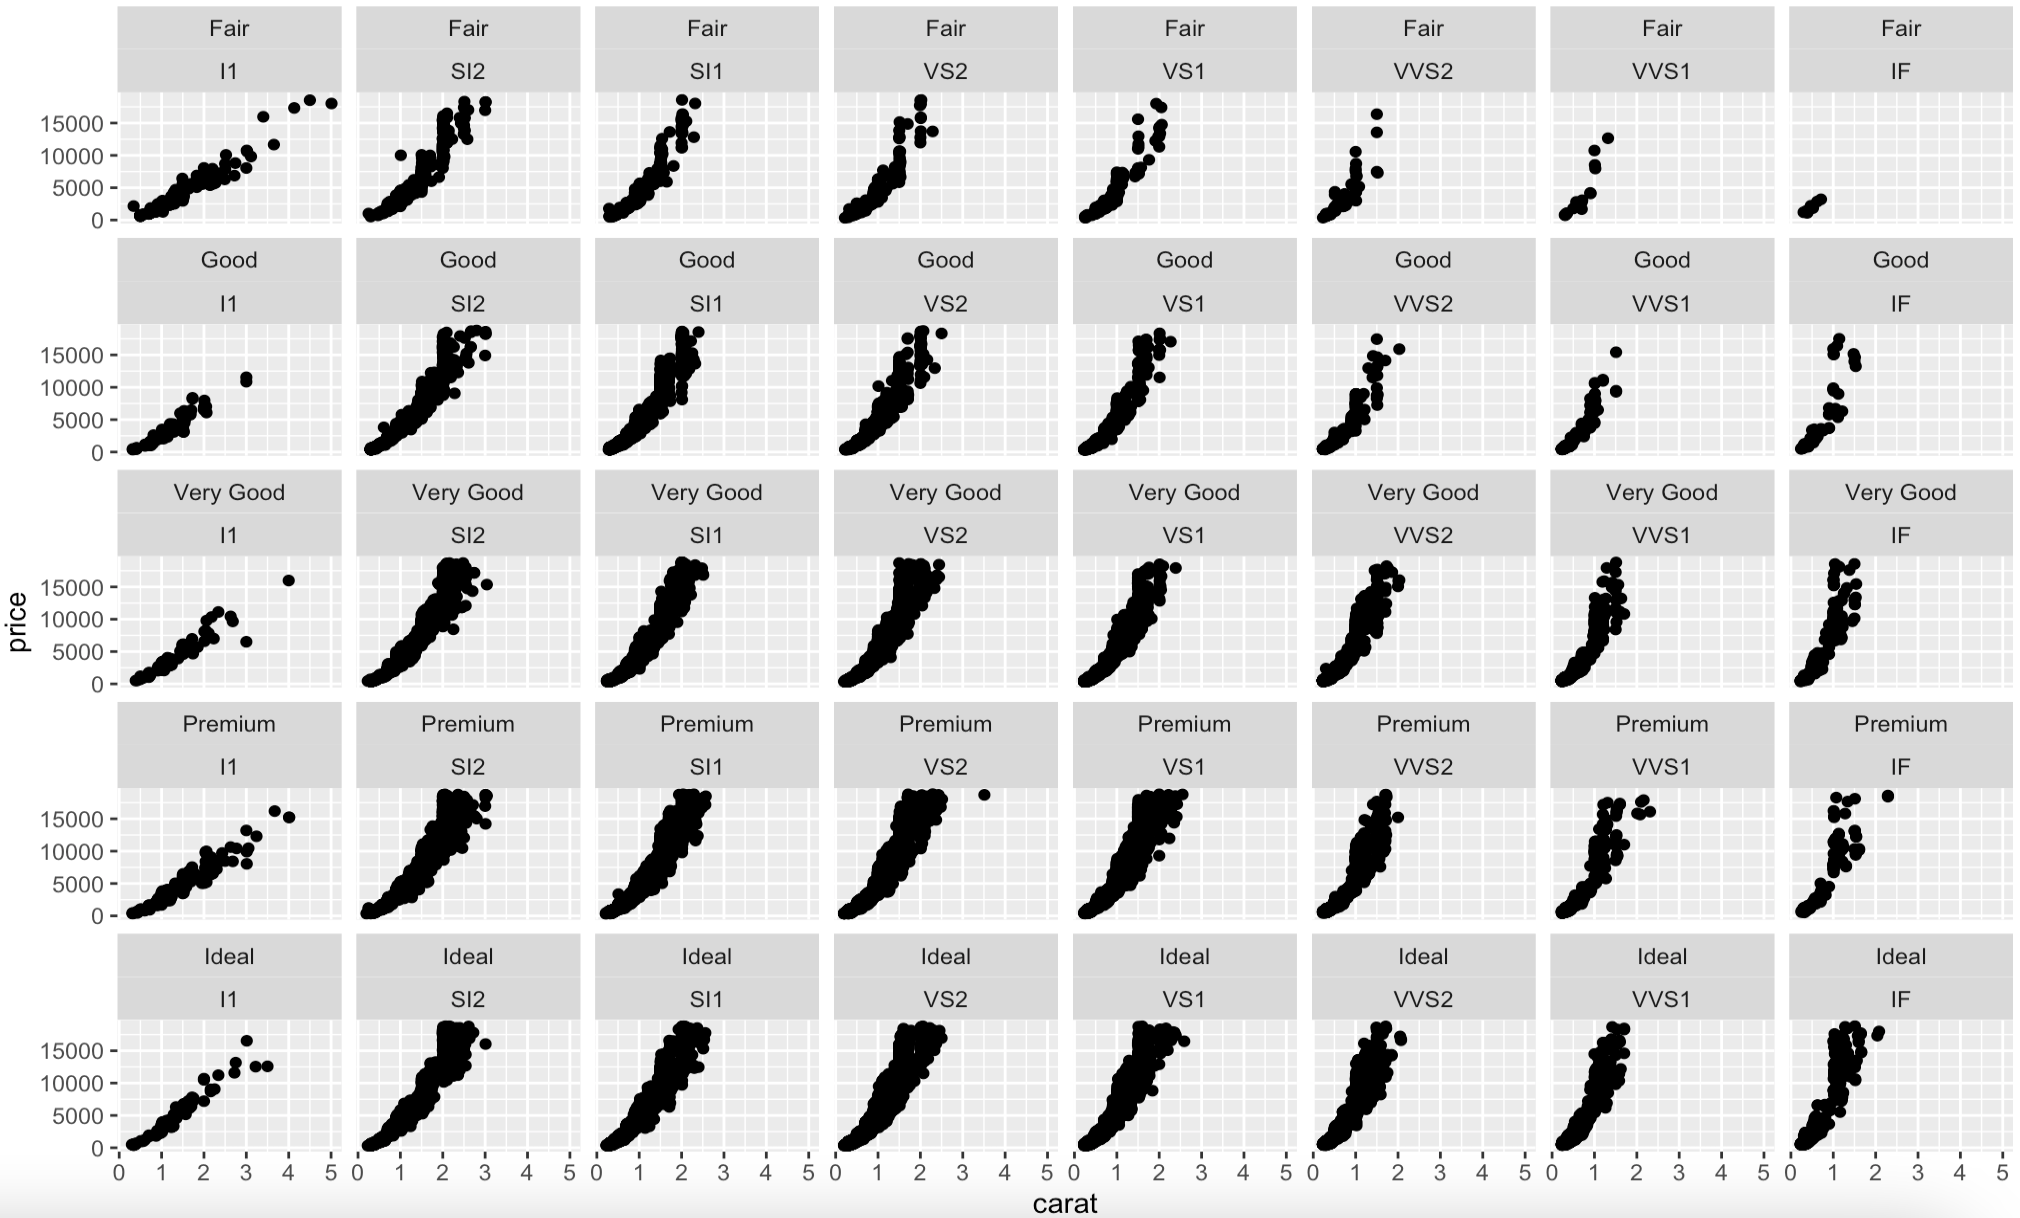 Fair Fair Fair Fair Fair Fair Fair Fair
I1 SI2 SI1 VS2 VS1 VVS2 VVS1 IF
15000
10000
5000
0
Good Good Good Good Good Good Good Good
I1 SI2 SI1 VS2 VS1 VVS2 VVS1 IF
15000
10000
5000
0
Very Good Very Good Very Good Very Good Very Good Very Good Very Good Very Good
I1 SI2 SI1 VS2 VS1 VVS2 VVS1 IF
15000
10000
5000
0
price
Premium Premium Premium Premium Premium Premium Premium Premium
I1 SI2 SI1 VS2 VS1 VVS2 VVS1 IF
15000
10000
5000
0
Ideal Ideal Ideal Ideal Ideal Ideal Ideal Ideal
I1 SI2 SI1 VS2 VS1 VVS2 VVS1 IF
15000
10000
5000
0
0 1 2 3 4 5 0 1 2 3 4 5 0 1 2 3 4 5 0 1 2 3 4 5 0 1 2 3 4 5 0 1 2 3 4 5 0 1 2 3 4 5 0 1 2 3 4 5
carat